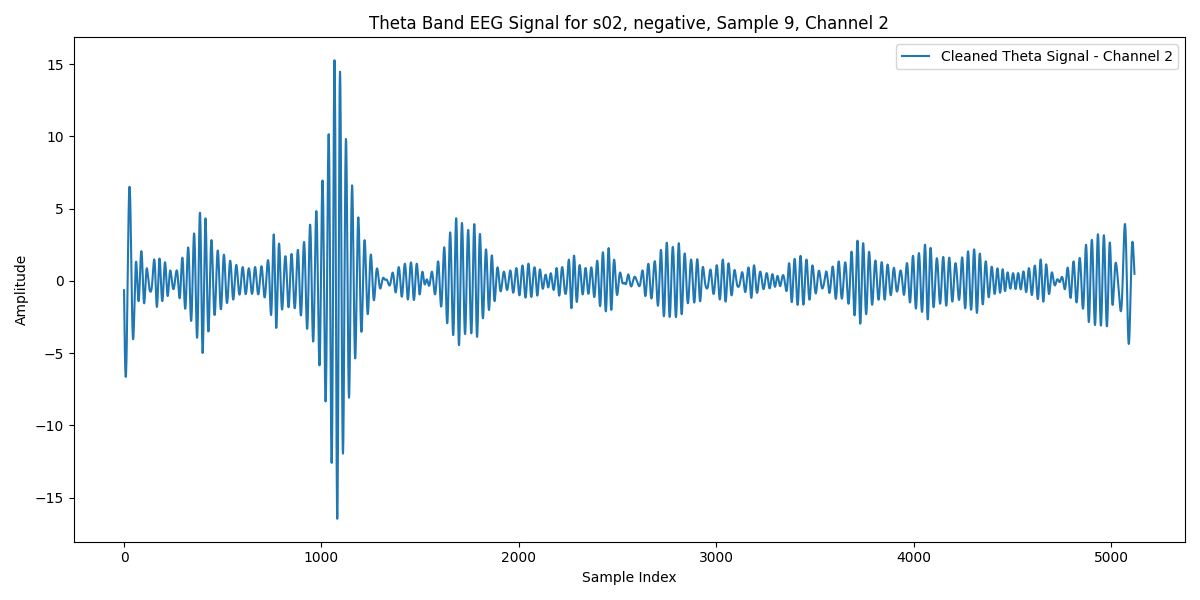 Theta Band EEG Signal for s02, negative, Sample 9, Channel 2
Cleaned Theta Signal - Channel 2
Amplitude
15
10
5
0
−5
−10
−15
0 1000 2000 3000 4000 5000
Sample Index